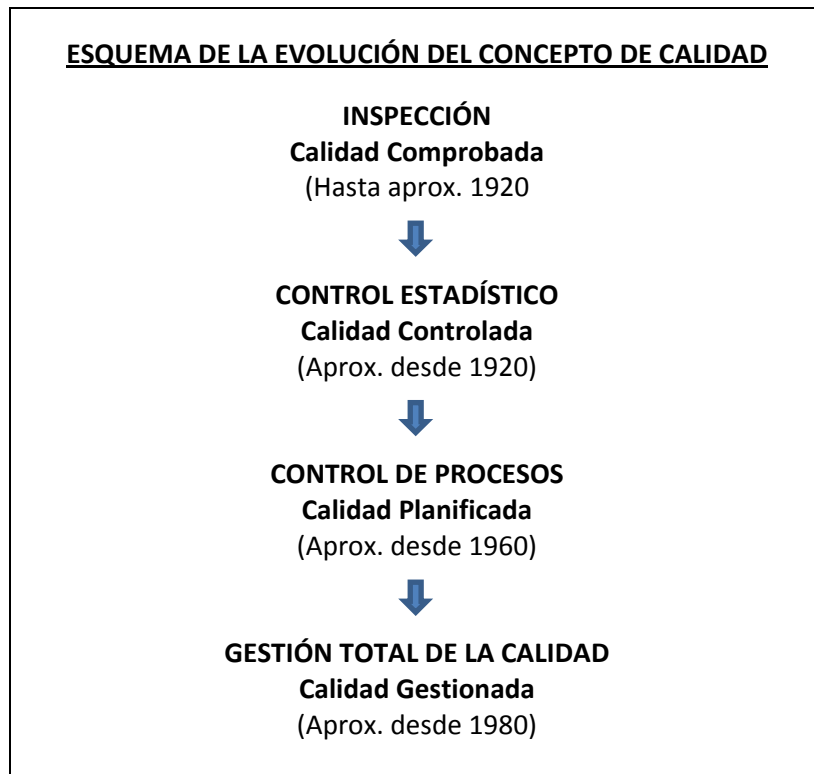 ESQUEMA DE LA EVOLUCIÓN DEL CONCEPTO DE CALIDAD
INSPECCIÓN
Calidad Comprobada
(Hasta aprox. 1920
CONTROL ESTADÍSTICO
Calidad Controlada
(Aprox. desde 1920)
CONTROL DE PROCESOS
Calidad Planificada
(Aprox. desde 1960)
GESTIÓN TOTAL DE LA CALIDAD
Calidad Gestionada
(Aprox. desde 1980)